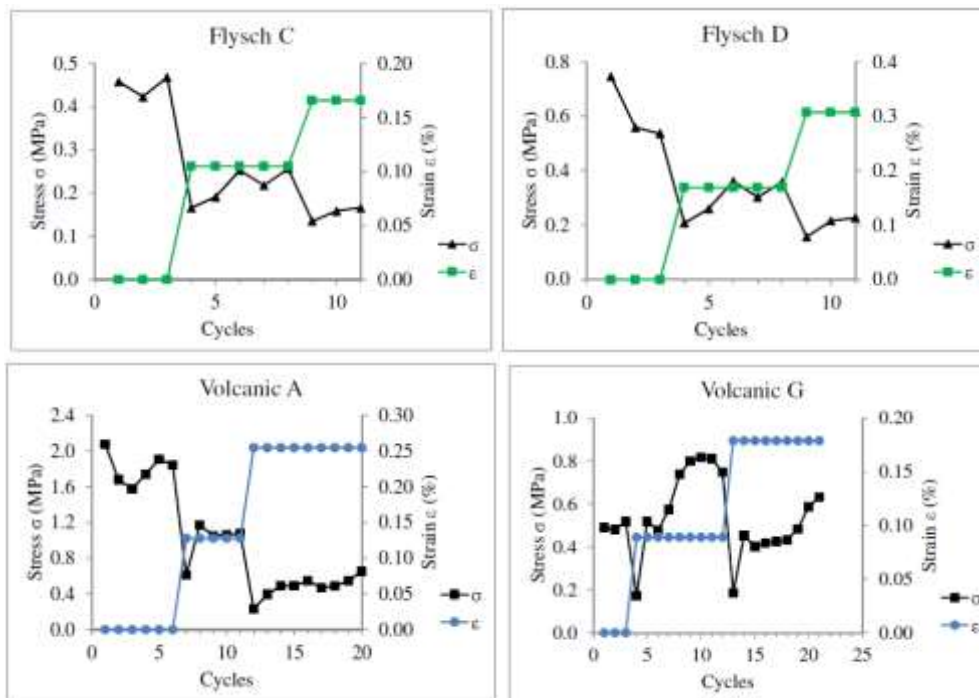 Flysch C
0.5
0.4
0.3
0.2
0.1
0.0
Stress σ (MPa)
0.20
0.15
0.10
0.05
0.00
Strain ε (%)
0 5 10
Cycles
σ
ε
Flysch D
0.8
0.6
0.4
0.2
0.0
Stress σ (MPa)
0.4
0.3
0.2
0.1
0.0
Strain ε (%)
0 5 10
Cycles
σ
ε
Volcanic A
2.4
2.0
1.6
1.2
0.8
0.4
0.0
Stress σ (MPa)
0.30
0.25
0.20
0.15
0.10
0.05
0.00
Strain ε (%)
0 5 10 15 20
Cycles
σ
ε
Volcanic G
1.0
0.8
0.6
0.4
0.2
0.0
Stress σ (MPa)
0.20
0.15
0.10
0.05
0.00
Strain ε (%)
0 5 10 15 20 25
Cycles
σ
ε